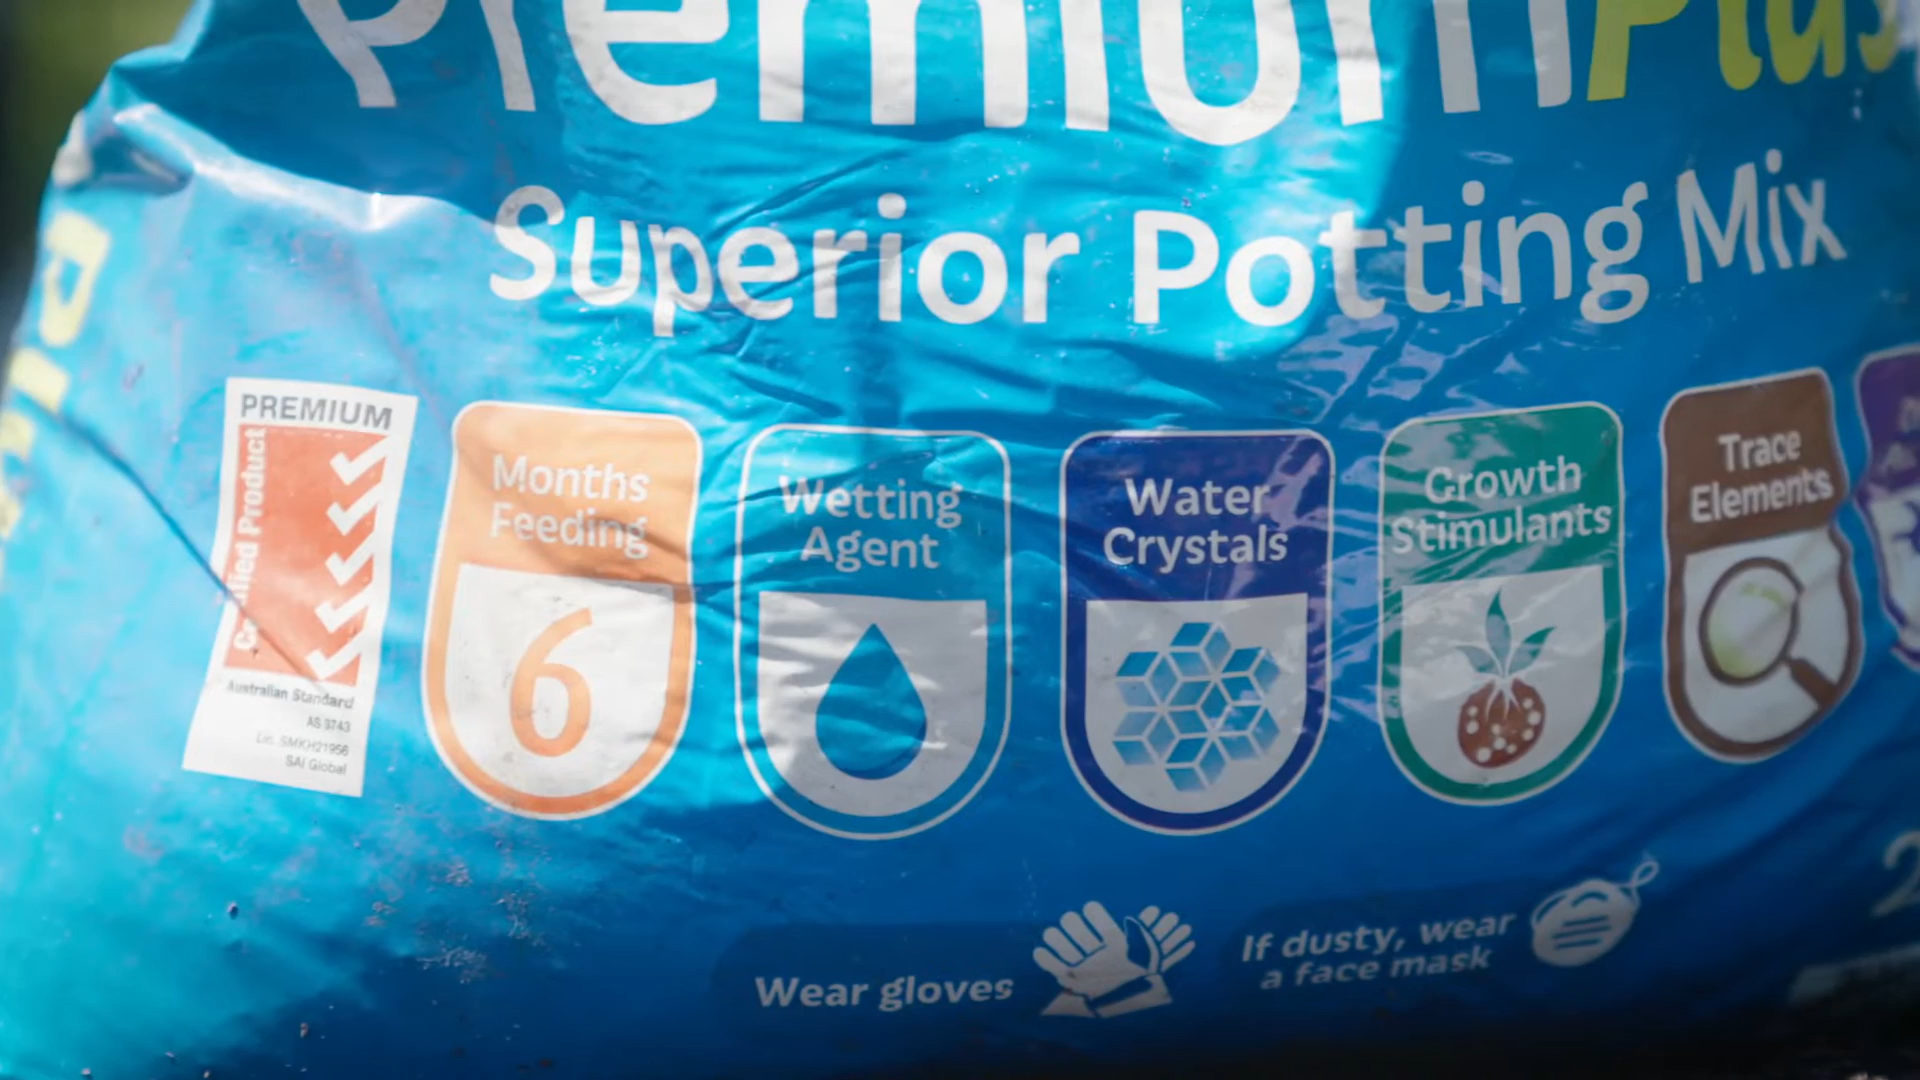 PremiumPlus
Superior Potting Mix
PREMIUM
Certified Product
Australian Standard
AS 3743
Lic. SMKH21956
SAI Global
Months
Feeding
6
Wetting
Agent
Water
Crystals
Growth
Stimulants
Trace
Elements
Wear gloves
If dusty, wear
a face mask